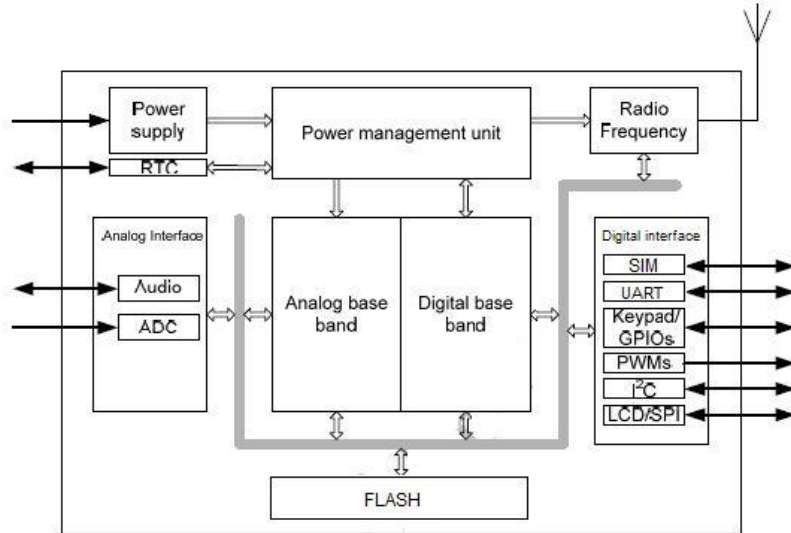 Power
supply
RTC
Power management unit
Radio
Frequency
Analog Interface
Audio
ADC
Analog base
band
Digital base
band
Digital interface
SIM
UART
Keypad/
GPIOs
PWMs
I²C
LCD/SPI
FLASH